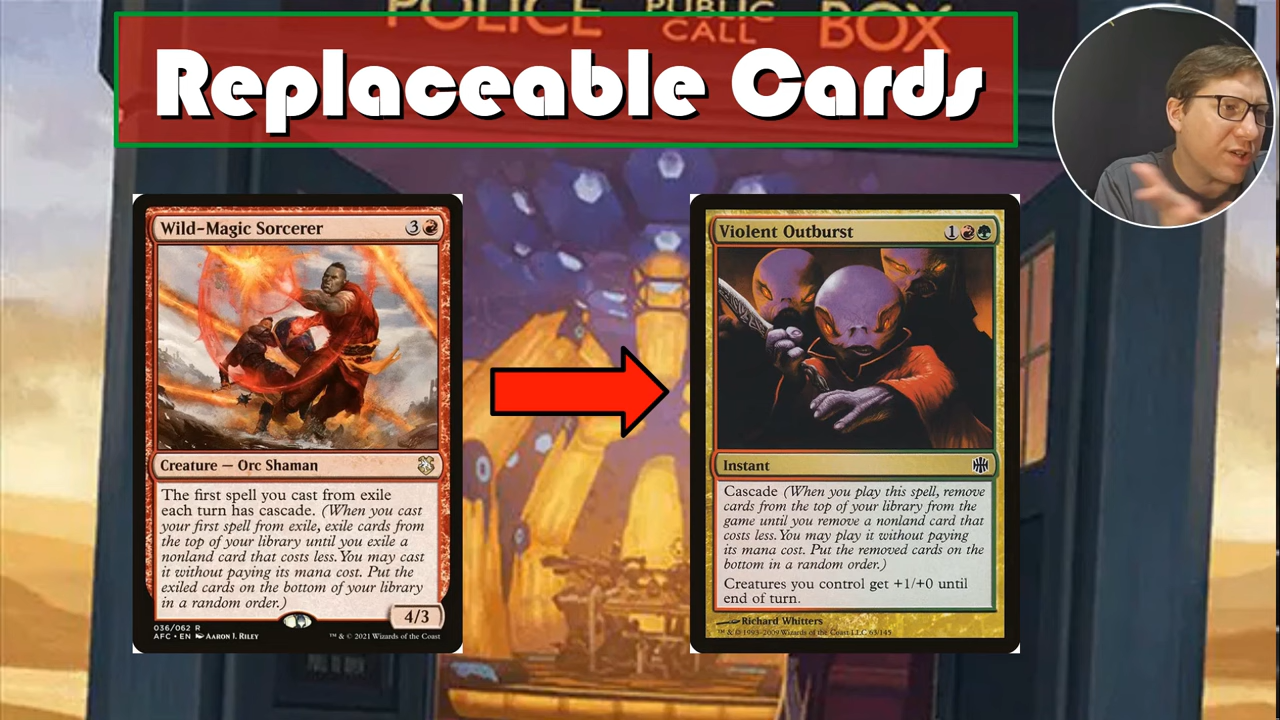 POLICE PUBLIC CALL BOX
Replaceable Cards
Wild-Magic Sorcerer 3
Creature — Orc Shaman
The first spell you cast from exile
each turn has cascade. (When you cast
your first spell from exile, exile cards from
the top of your library until you exile a
nonland card that costs less. You may cast
it without paying its mana cost. Put the
exiled cards on the bottom of your library
in a random order.)
4/3
036/062 R
AFC • EN Aaron J. Riley
™ & © 2021 Wizards of the Coast
Violent Outburst 1
Instant
Cascade (When you play this spell, remove
cards from the top of your library from the
game until you remove a nonland card that
costs less. You may play it without paying
its mana cost. Put the removed cards on the
bottom in a random order.)
Creatures you control get +1/+0 until
end of turn.
Richard Whitters
™ & © 1993–2009 Wizards of the Coast LLC 63/145